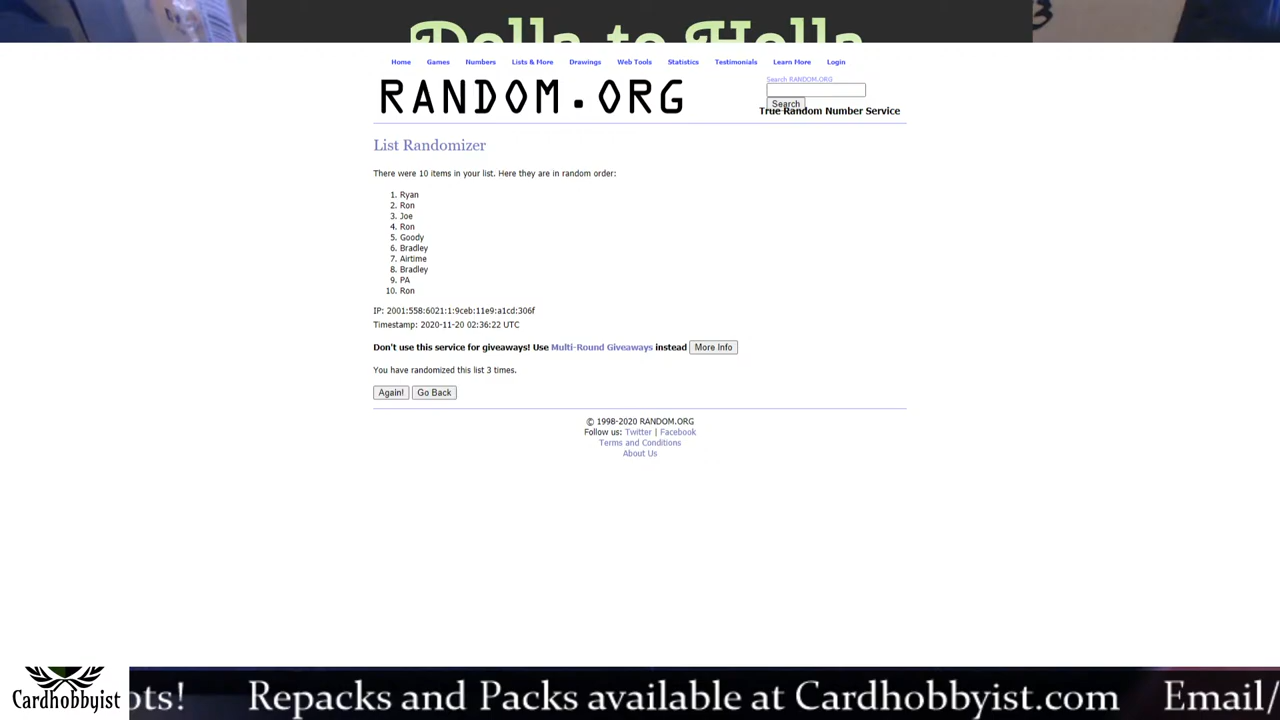 Dolla to Holla
Home Games Numbers Lists & More Drawings Web Tools Statistics Testimonials Learn More Login
RANDOM.ORG
Search RANDOM.ORG
Search
True Random Number Service
List Randomizer
There were 10 items in your list. Here they are in random order:
1. Ryan
2. Ron
3. Joe
4. Ron
5. Goody
6. Bradley
7. Airtime
8. Bradley
9. PA
10. Ron
IP: 2001:558:6021:1:9ceb:11e9:a1cd:306f
Timestamp: 2020-11-20 02:36:22 UTC
Don't use this service for giveaways! Use Multi-Round Giveaways instead More Info
You have randomized this list 3 times.
Again! Go Back
© 1998-2020 RANDOM.ORG
Follow us: Twitter | Facebook
Terms and Conditions
About Us
Cardhobbyist
ots! Repacks and Packs available at Cardhobbyist.com Email/